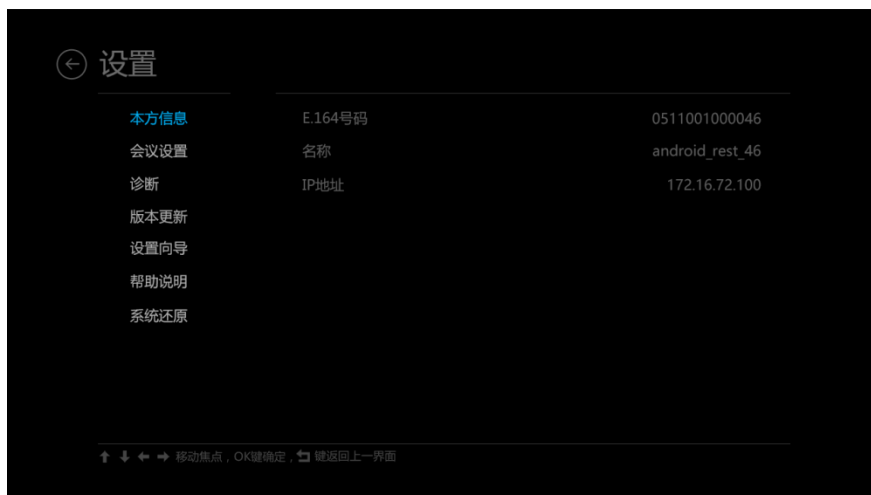 设置
本方信息 E.164号码 0511001000046
会议设置 名称 android_rest_46
诊断 IP地址 172.16.72.100
版本更新
设置向导
帮助说明
系统还原
移动焦点，OK键确定， 键返回上一界面